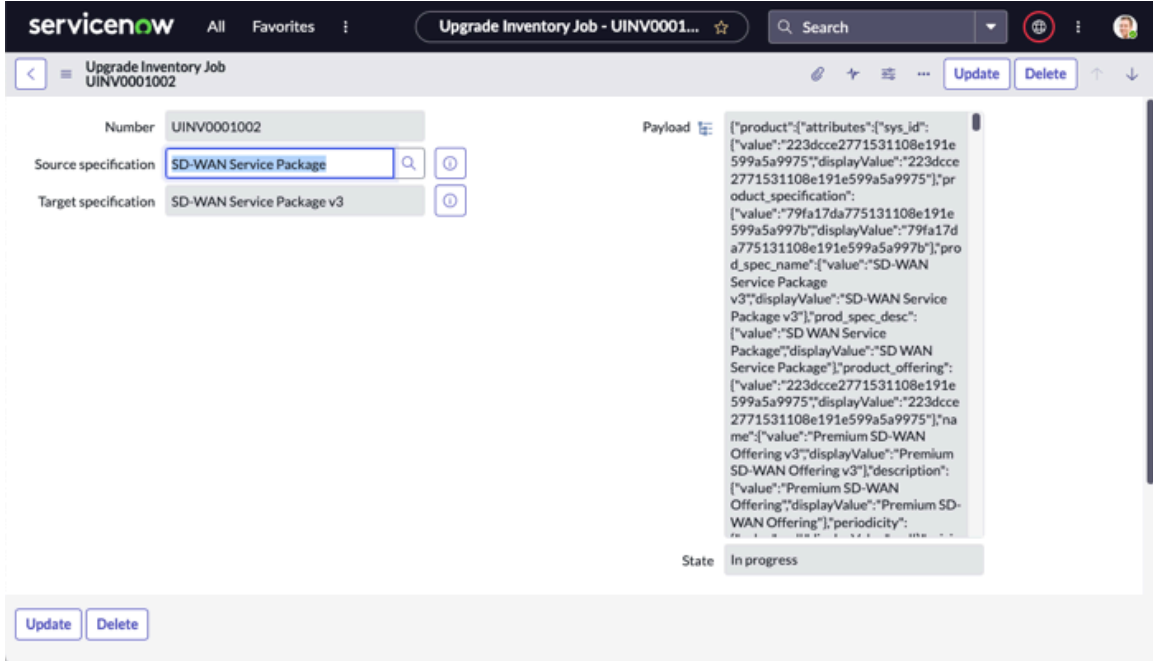 servicenow All Favorites Upgrade Inventory Job - UINV0001... Search
Upgrade Inventory Job
UINV0001002
Update Delete
Number UINV0001002
Source specification SD-WAN Service Package
Target specification SD-WAN Service Package v3
Payload
{"product":{"attributes":{"sys_id":
{"value":"223dcce2771531108e191e
599a5a9975","displayValue":"223dcce
2771531108e191e599a5a9975"},"pr
oduct_specification":
{"value":"79fa17da775131108e191e
599a5a997b","displayValue":"79fa17d
a775131108e191e599a5a997b"},"pro
d_spec_name":{"value":"SD-WAN
Service Package
v3","displayValue":"SD-WAN Service
Package v3"},"prod_spec_desc":
{"value":"SD WAN Service
Package","displayValue":"SD WAN
Service Package"},"product_offering":
{"value":"223dcce2771531108e191e
599a5a9975","displayValue":"223dcce
2771531108e191e599a5a9975"},"na
me":{"value":"Premium SD-WAN
Offering v3","displayValue":"Premium
SD-WAN Offering v3"},"description":
{"value":"Premium SD-WAN
Offering","displayValue":"Premium SD-
WAN Offering"},"periodicity":
State In progress
Update Delete